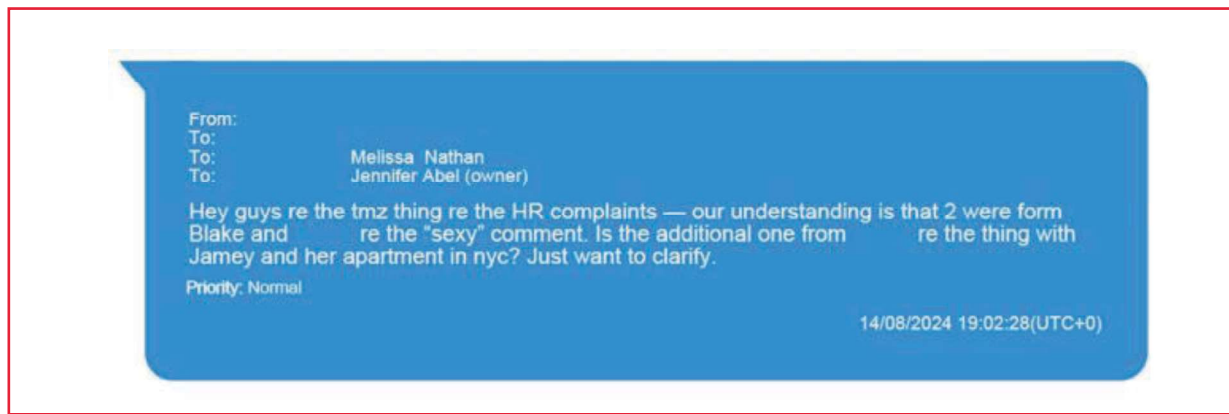 From:
To:
To: Melissa Nathan
To: Jennifer Abel (owner)
Hey guys re the tmz thing re the HR complaints — our understanding is that 2 were form
Blake and re the “sexy” comment. Is the additional one from re the thing with
Jamey and her apartment in nyc? Just want to clarify.
Priority: Normal
14/08/2024 19:02:28(UTC+0)